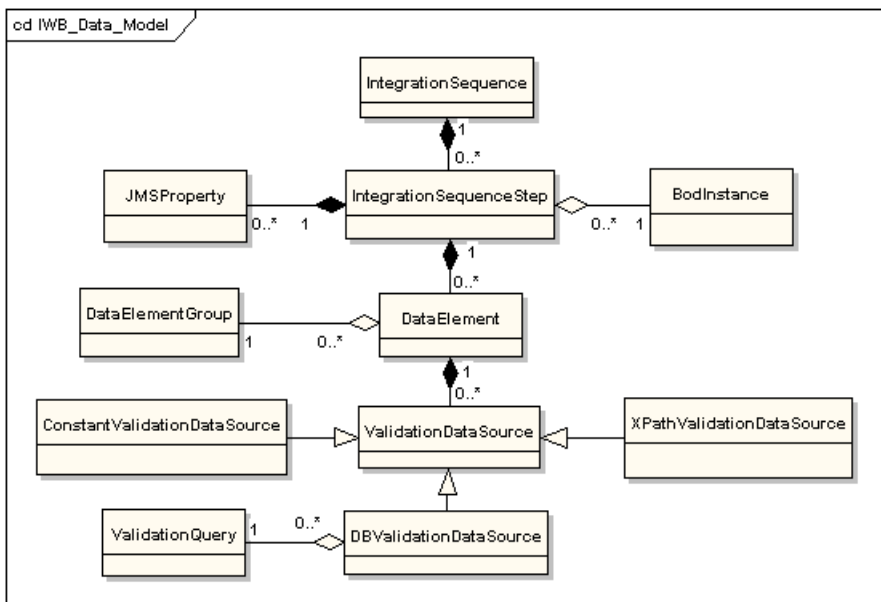 cd IWB_Data_Model
IntegrationSequence
1
0..*
JMSProperty
IntegrationSequenceStep
BodInstance
0..* 1
0..* 1
1
0..*
DataElementGroup
DataElement
1 0..*
1
0..*
ConstantValidationDataSource
ValidationDataSource
XPathValidationDataSource
ValidationQuery
1 0..*
DBValidationDataSource